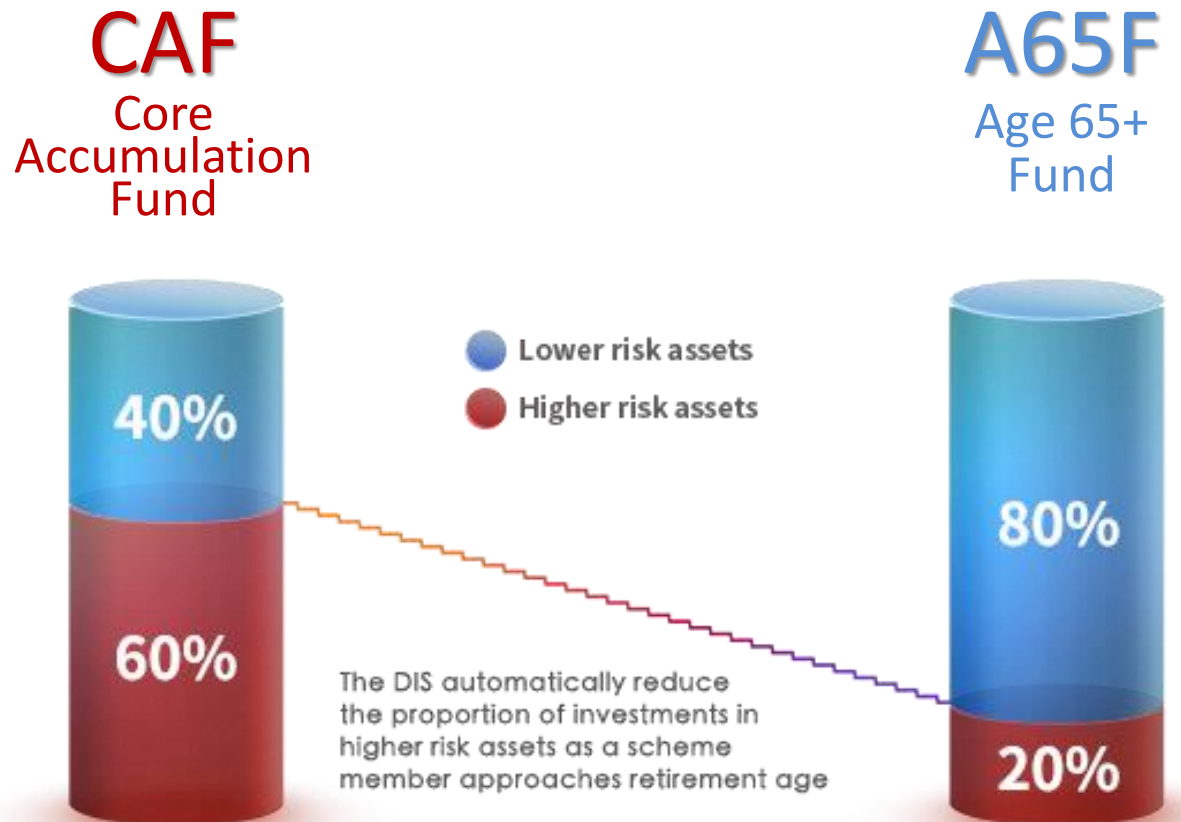 CAF
Core
Accumulation
Fund
A65F
Age 65+
Fund
Lower risk assets
Higher risk assets
40%
60%
80%
20%
The DIS automatically reduce
the proportion of investments in
higher risk assets as a scheme
member approaches retirement age